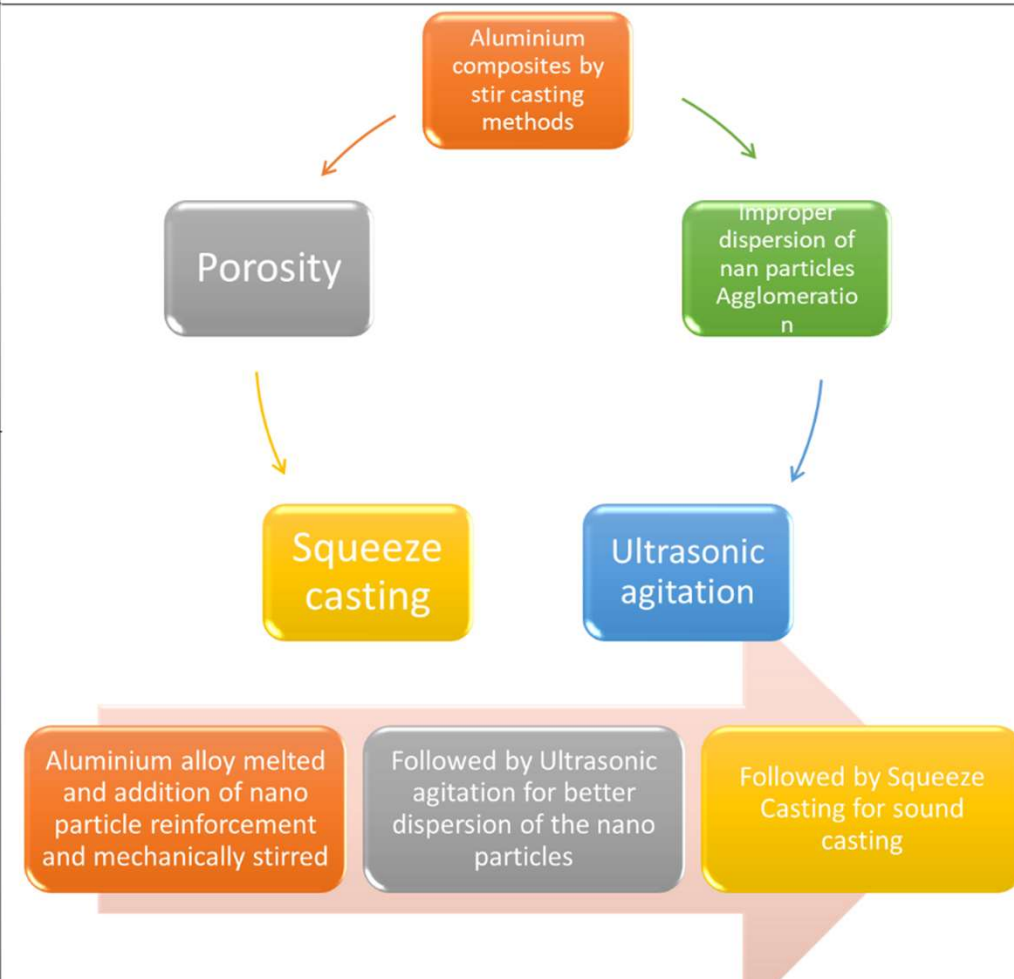 Aluminium
composites by
stir casting
methods
Porosity
Improper
dispersion of
nan particles
Agglomeratio
n
Squeeze
casting
Ultrasonic
agitation
Aluminium alloy melted
and addition of nano
particle reinforcement
and mechanically stirred
Followed by Ultrasonic
agitation for better
dispersion of the nano
particles
Followed by Squeeze
Casting for sound
casting